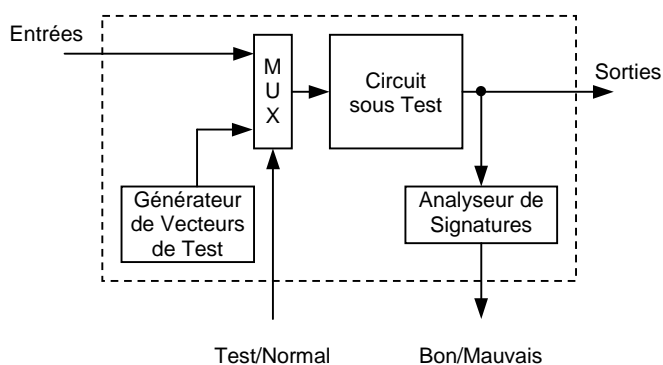 Entrées
M
U
X
Circuit
sous Test
Sorties
Générateur
de Vecteurs
de Test
Analyseur de
Signatures
Test/Normal
Bon/Mauvais